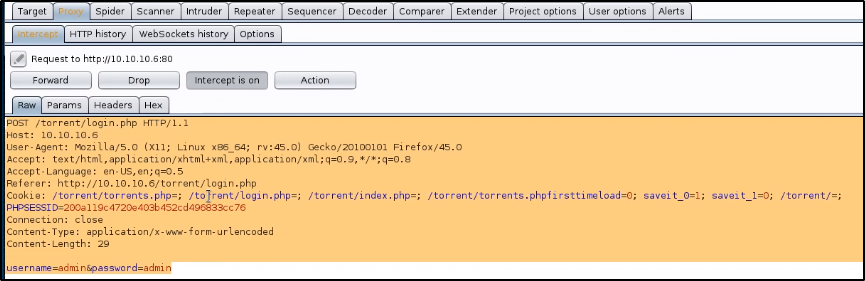 Target Proxy Spider Scanner Intruder Repeater Sequencer Decoder Comparer Extender Project options User options Alerts
Intercept HTTP history WebSockets history Options
Request to http://10.10.10.6:80
Forward Drop Intercept is on Action
Raw Params Headers Hex
POST /torrent/login.php HTTP/1.1
Host: 10.10.10.6
User-Agent: Mozilla/5.0 (X11; Linux x86_64; rv:45.0) Gecko/20100101 Firefox/45.0
Accept: text/html,application/xhtml+xml,application/xml;q=0.9,*/*;q=0.8
Accept-Language: en-US,en;q=0.5
Referer: http://10.10.10.6/torrent/login.php
Cookie: /torrent/torrents.php=; /torrent/login.php=; /torrent/index.php=; /torrent/torrents.phpfirsttimeload=0; saveit_0=1; saveit_1=0; /torrent/=;
PHPSESSID=200a119c4720e403b452cd496833cc76
Connection: close
Content-Type: application/x-www-form-urlencoded
Content-Length: 29
username=admin&password=admin